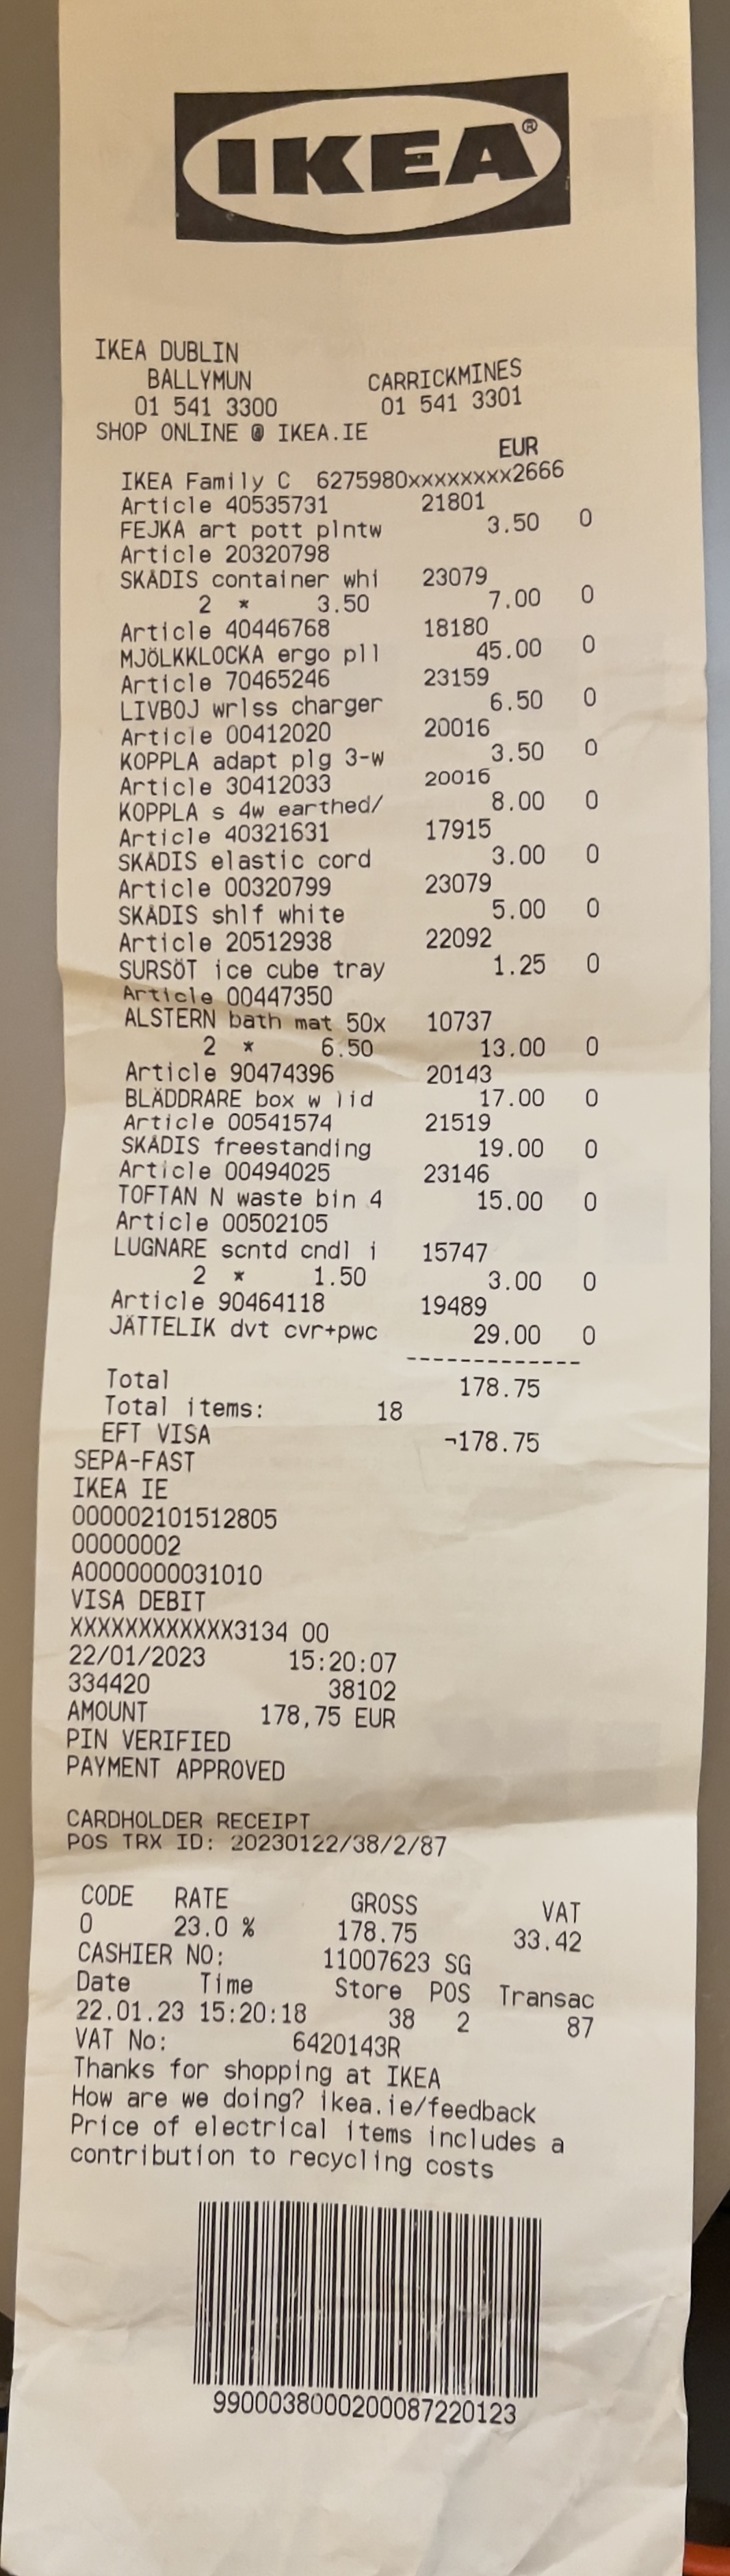 IKEA®
IKEA DUBLIN
BALLYMUN CARRICKMINES
01 541 3300 01 541 3301
SHOP ONLINE @ IKEA.IE
EUR
IKEA Family C 6275980xxxxxxxx2666
Article 40535731 21801
FEJKA art pott plntw 3.50 0
Article 20320798
SKÅDIS container whi 23079
2 * 3.50 7.00 0
Article 40446768 18180
MJÖLKKLOCKA ergo pll 45.00 0
Article 70465246 23159
LIVBOJ wrlss charger 6.50 0
Article 00412020 20016
KOPPLA adapt plg 3-w 3.50 0
Article 30412033 20016
KOPPLA s 4w earthed/ 8.00 0
Article 40321631 17915
SKÅDIS elastic cord 3.00 0
Article 00320799 23079
SKÅDIS shlf white 5.00 0
Article 20512938 22092
SURSÖT ice cube tray 1.25 0
Article 00447350
ALSTERN bath mat 50x 10737
2 * 6.50 13.00 0
Article 90474396 20143
BLÄDDRARE box w lid 17.00 0
Article 00541574 21519
SKÅDIS freestanding 19.00 0
Article 00494025 23146
TOFTAN N waste bin 4 15.00 0
Article 00502105
LUGNARE scntd cndl i 15747
2 * 1.50 3.00 0
Article 90464118 19489
JÄTTELIK dvt cvr+pwc 29.00 0
-------------
Total 178.75
Total items: 18
EFT VISA ¬178.75
SEPA-FAST
IKEA IE
000002101512805
00000002
A0000000031010
VISA DEBIT
XXXXXXXXXXXX3134 00
22/01/2023 15:20:07
334420 38102
AMOUNT 178,75 EUR
PIN VERIFIED
PAYMENT APPROVED
CARDHOLDER RECEIPT
POS TRX ID: 20230122/38/2/87
CODE RATE GROSS VAT
0 23.0 % 178.75 33.42
CASHIER NO: 11007623 SG
Date Time Store POS Transac
22.01.23 15:20:18 38 2 87
VAT No: 6420143R
Thanks for shopping at IKEA
How are we doing? ikea.ie/feedback
Price of electrical items includes a
contribution to recycling costs
9900038000200087220123